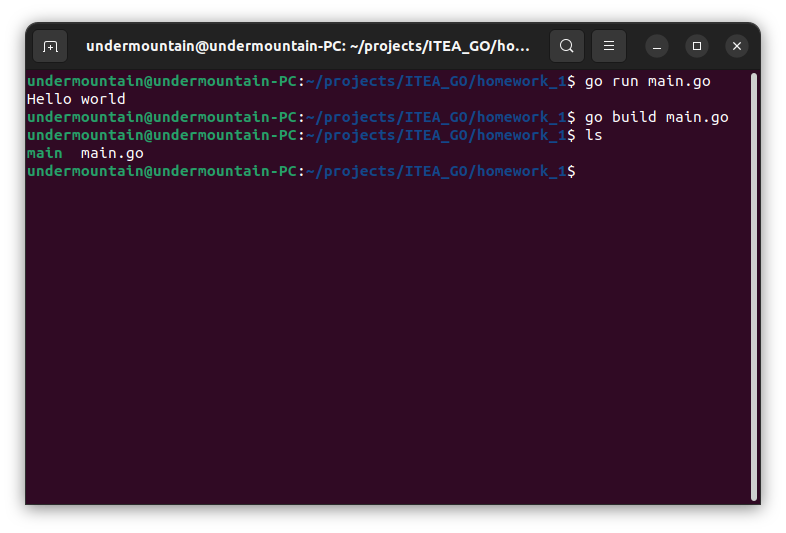 undermountain@undermountain-PC: ~/projects/ITEA_GO/ho...
undermountain@undermountain-PC:~/projects/ITEA_GO/homework_1$ go run main.go
Hello world
undermountain@undermountain-PC:~/projects/ITEA_GO/homework_1$ go build main.go
undermountain@undermountain-PC:~/projects/ITEA_GO/homework_1$ ls
main  main.go
undermountain@undermountain-PC:~/projects/ITEA_GO/homework_1$